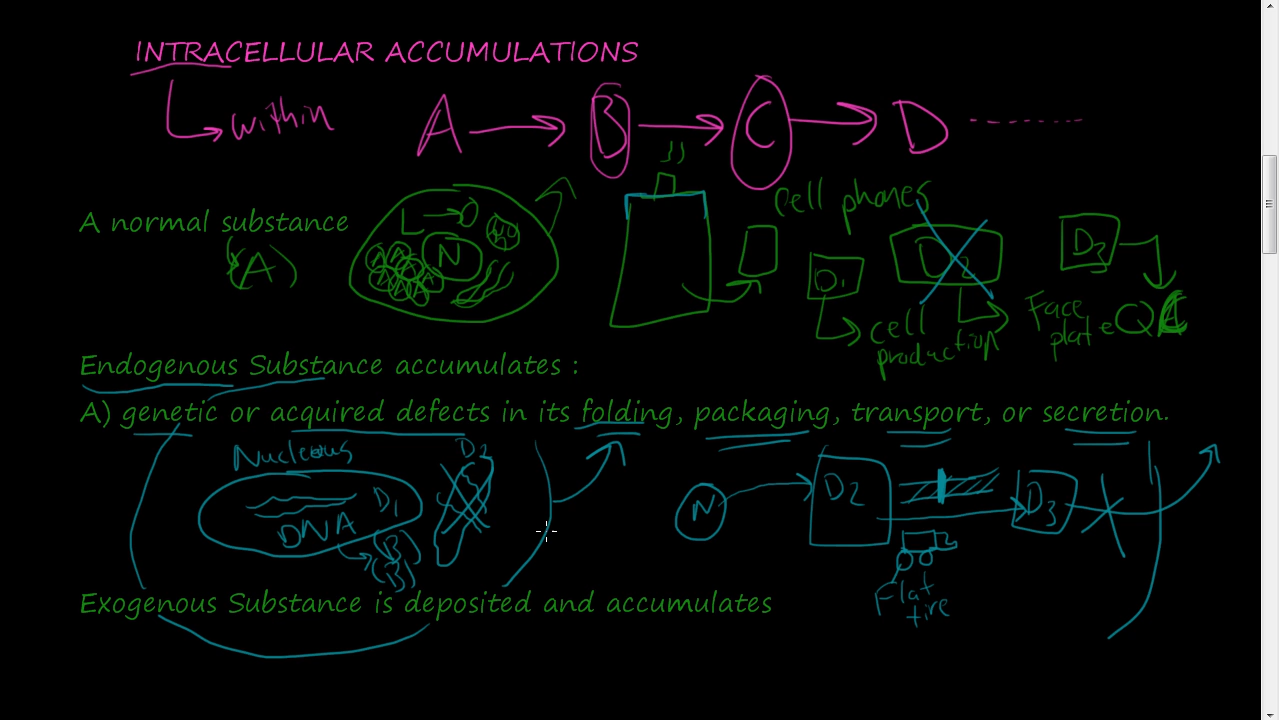 INTRACELLULAR ACCUMULATIONS
within
A B C D
Cell phones
A normal substance
(A)
N
D1 D2 D3
cell production
Face plate QC
Endogenous Substance accumulates :
A) genetic or acquired defects in its folding, packaging, transport, or secretion.
Nucleous D2
DNA D1
(B)
(B)
N D2 D3
Flat tire
Exogenous Substance is deposited and accumulates